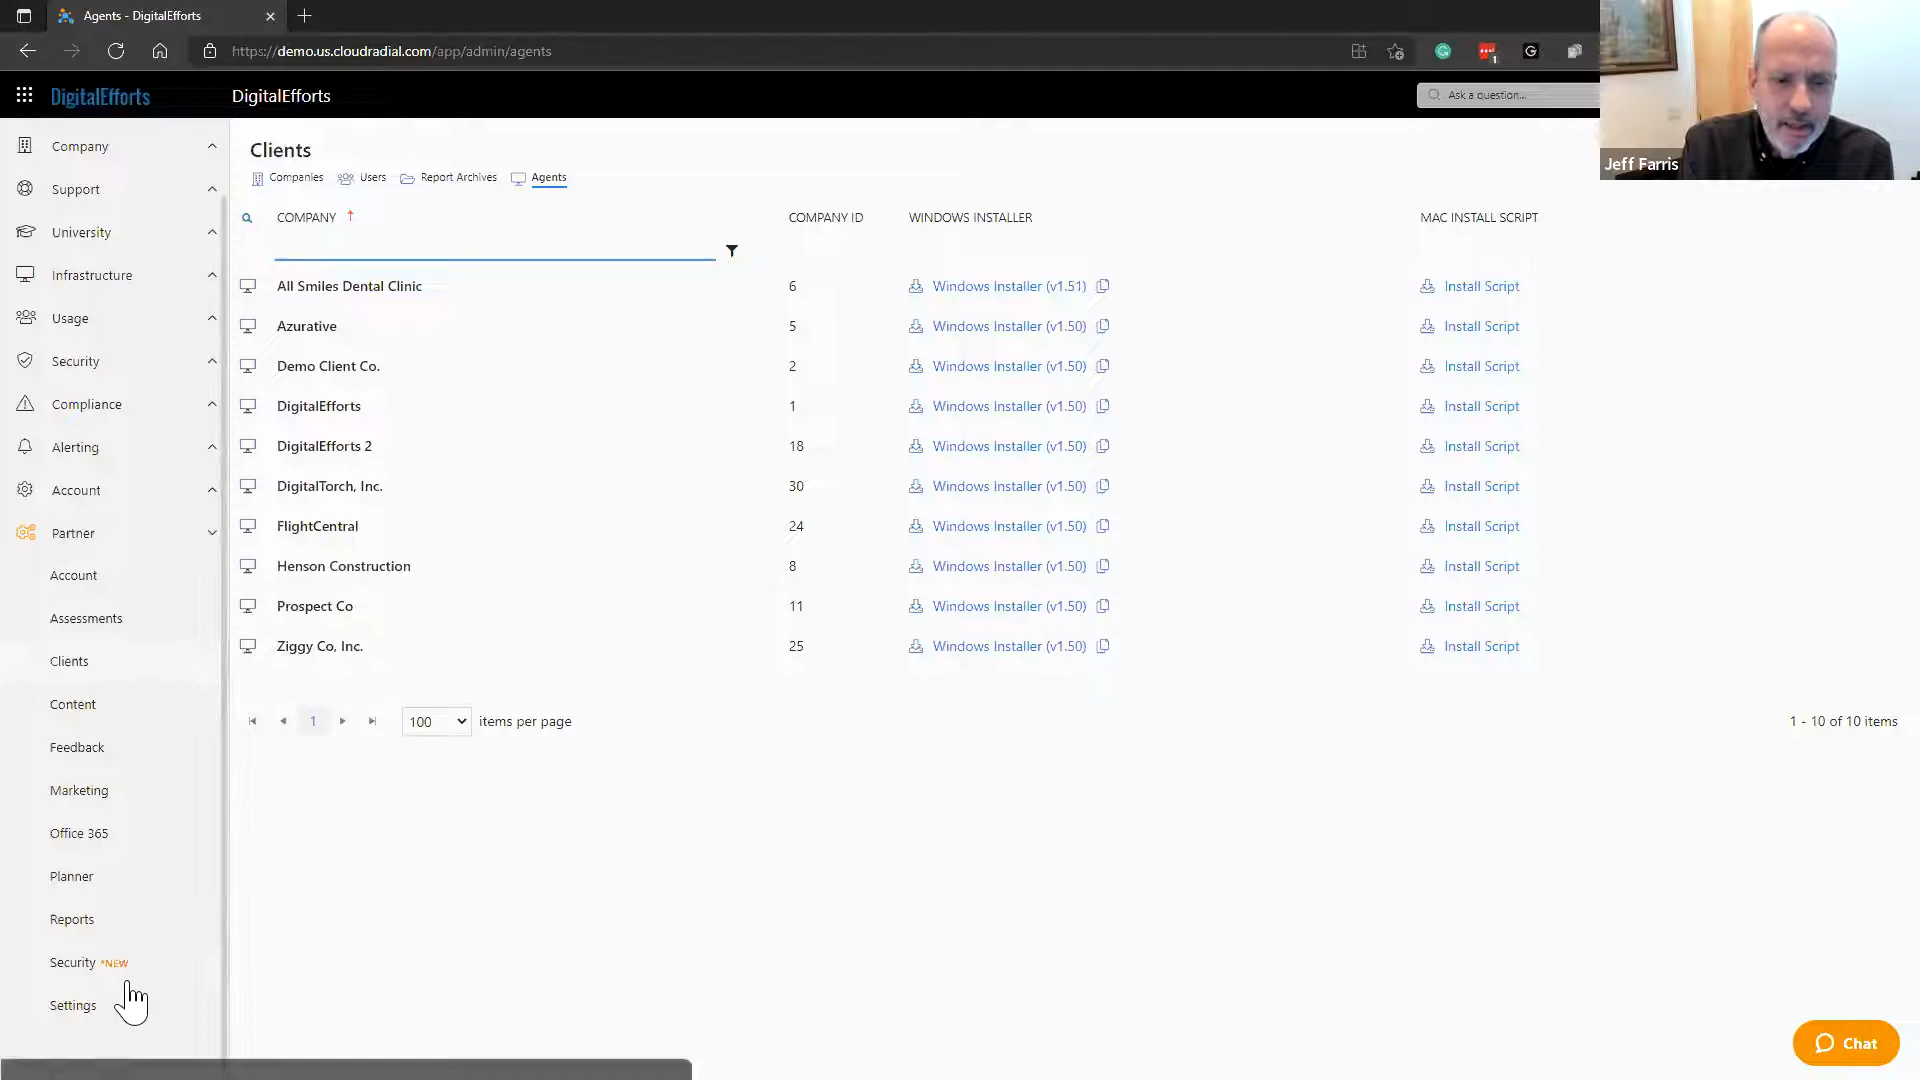 Agents - DigitalEfforts
https://demo.us.cloudradial.com/app/admin/agents
1
DigitalEfforts
DigitalEfforts
Ask a question...
Jeff Farris
Company
Support
University
Infrastructure
Usage
Security
Compliance
Alerting
Account
Partner
Account
Assessments
Clients
Content
Feedback
Marketing
Office 365
Planner
Reports
Security *NEW
Settings
Clients
Companies Users Report Archives Agents
COMPANY COMPANY ID WINDOWS INSTALLER MAC INSTALL SCRIPT
All Smiles Dental Clinic 6 Windows Installer (v1.51) Install Script
Azurative 5 Windows Installer (v1.50) Install Script
Demo Client Co. 2 Windows Installer (v1.50) Install Script
DigitalEfforts 1 Windows Installer (v1.50) Install Script
DigitalEfforts 2 18 Windows Installer (v1.50) Install Script
DigitalTorch, Inc. 30 Windows Installer (v1.50) Install Script
FlightCentral 24 Windows Installer (v1.50) Install Script
Henson Construction 8 Windows Installer (v1.50) Install Script
Prospect Co 11 Windows Installer (v1.50) Install Script
Ziggy Co, Inc. 25 Windows Installer (v1.50) Install Script
1 100 items per page 1 - 10 of 10 items
Chat